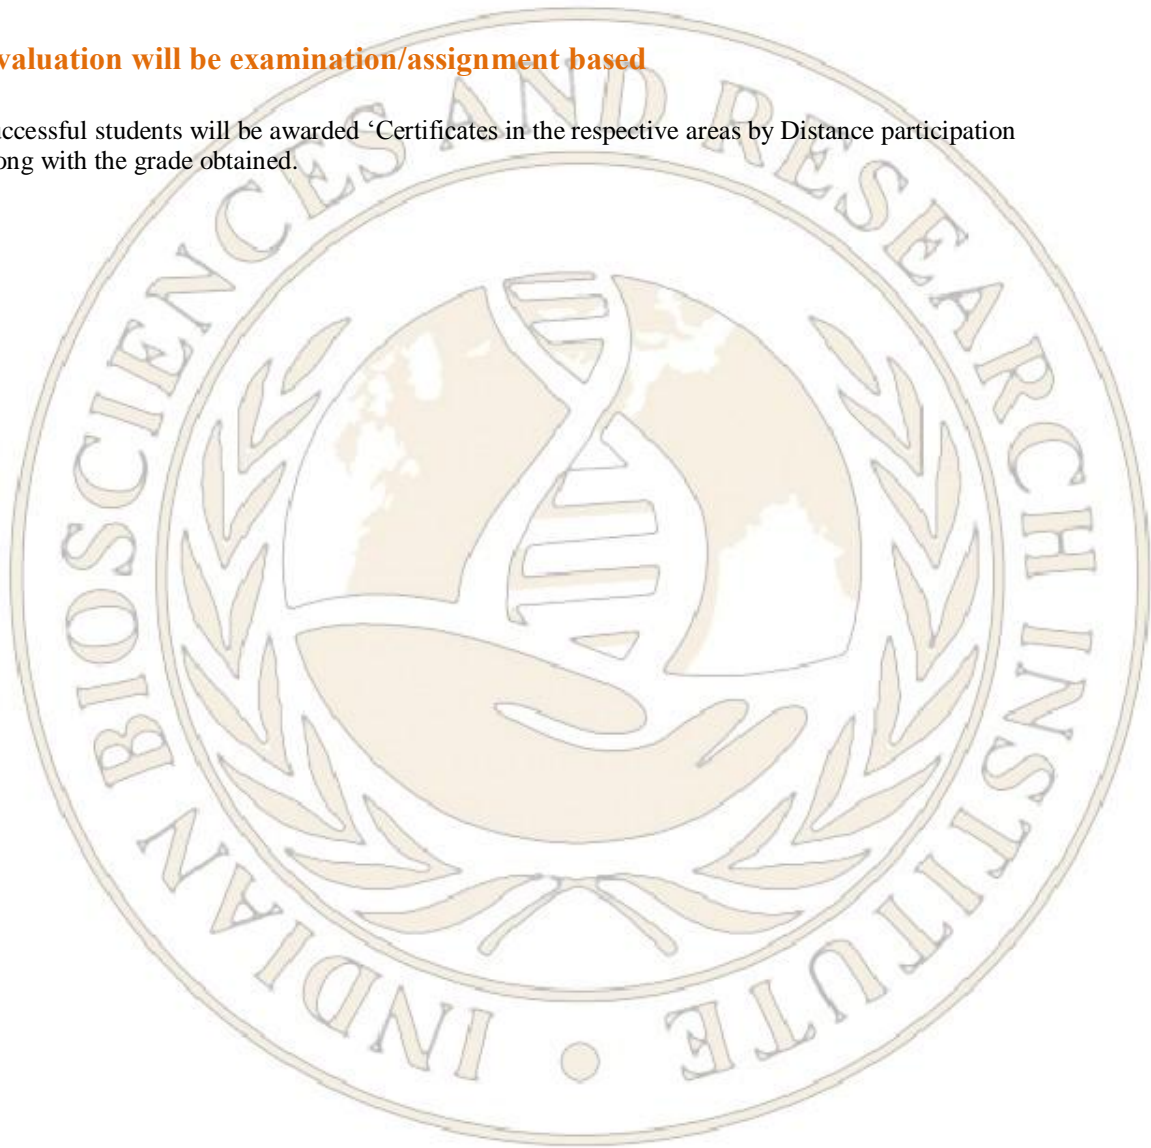 valuation will be examination/assignment based
uccessful students will be awarded ‘Certificates in the respective areas by Distance participation
ong with the grade obtained.
INDIAN BIOSCIENCES AND RESEARCH INSTITUTE